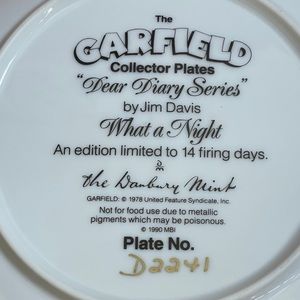 The
GARFIELD
Collector Plates
"Dear Diary Series"
by Jim Davis
What a Night
An edition limited to 14 firing days.
DM
the Danbury Mint
GARFIELD: © 1978 United Feature Syndicate, Inc.
Not for food use due to metallic
pigments which may be poisonous.
© 1990 MBI
Plate No.
D2241